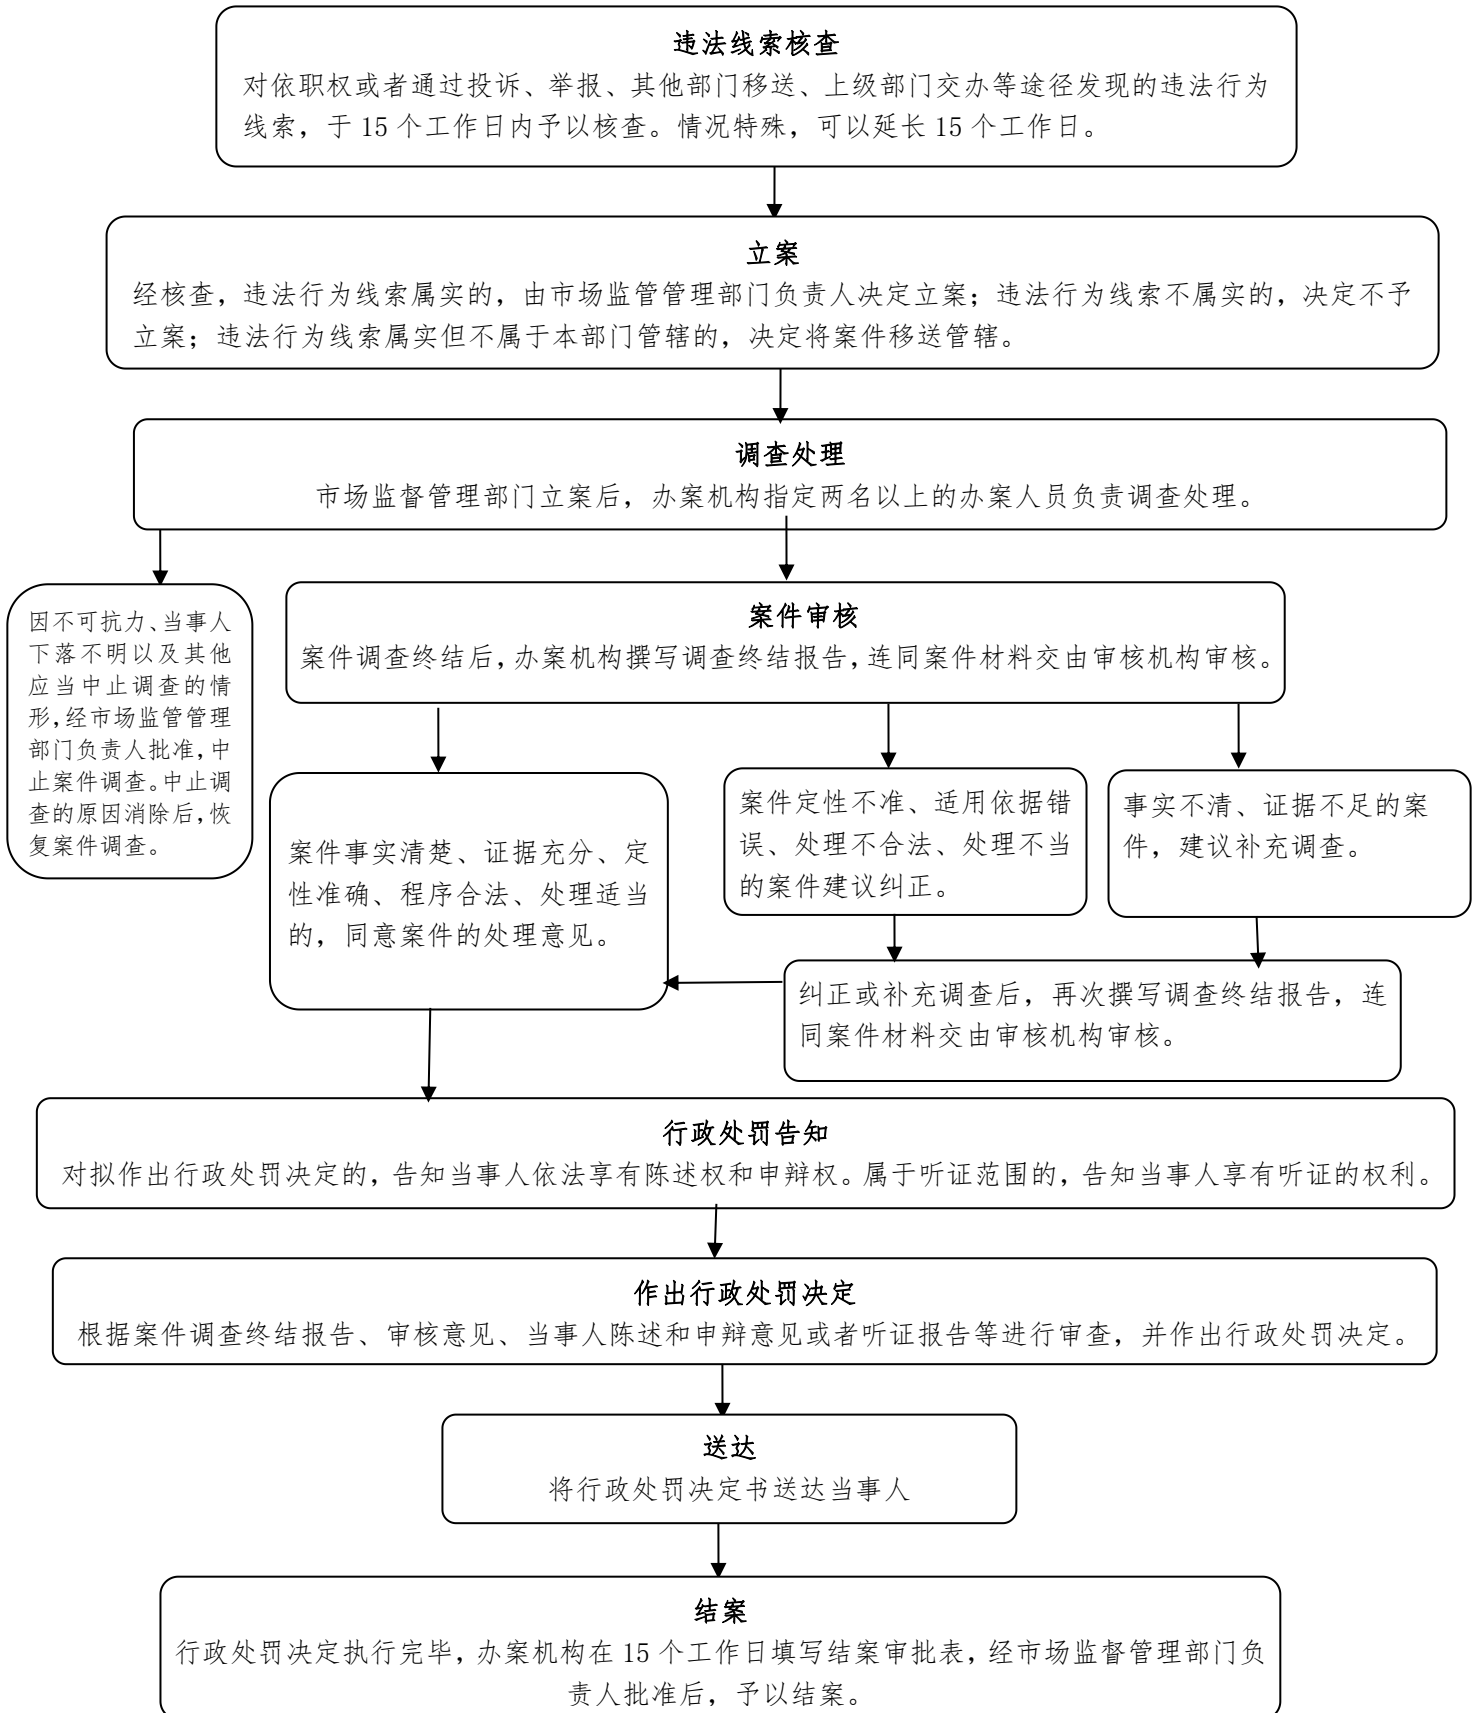 违法线索核查
对依职权或者通过投诉、举报、其他部门移送、上级部门交办等途径发现的违法行为
线索，于 15 个工作日内予以核查。情况特殊，可以延长 15 个工作日。
立案
经核查，违法行为线索属实的，由市场监管管理部门负责人决定立案；违法行为线索不属实的，决定不予
立案；违法行为线索属实但不属于本部门管辖的，决定将案件移送管辖。
调查处理
市场监督管理部门立案后，办案机构指定两名以上的办案人员负责调查处理。
因不可抗力、当事人
下落不明以及其他
应当中止调查的情
形，经市场监管管理
部门负责人批准，中
止案件调查。中止调
查的原因消除后，恢
复案件调查。
案件审核
案件调查终结后，办案机构撰写调查终结报告，连同案件材料交由审核机构审核。
案件事实清楚、证据充分、定
性准确、程序合法、处理适当
的，同意案件的处理意见。
案件定性不准、适用依据错
误、处理不合法、处理不当
的案件建议纠正。
事实不清、证据不足的案
件，建议补充调查。
纠正或补充调查后，再次撰写调查终结报告，连
同案件材料交由审核机构审核。
行政处罚告知
对拟作出行政处罚决定的，告知当事人依法享有陈述权和申辩权。属于听证范围的，告知当事人享有听证的权利。
作出行政处罚决定
根据案件调查终结报告、审核意见、当事人陈述和申辩意见或者听证报告等进行审查，并作出行政处罚决定。
送达
将行政处罚决定书送达当事人
结案
行政处罚决定执行完毕，办案机构在 15 个工作日填写结案审批表，经市场监督管理部门负
责人批准后，予以结案。